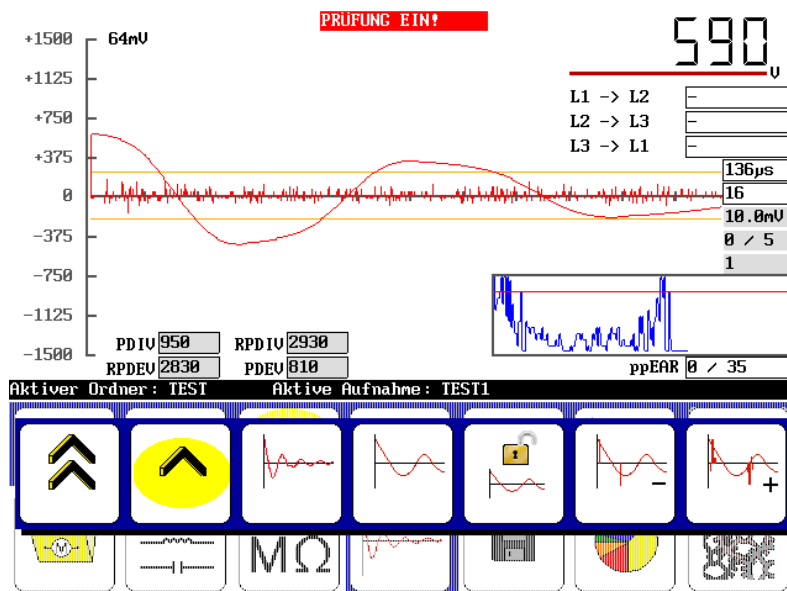 PRÜFUNG EIN!
+1500 64mV
590 V
+1125
L1 -> L2 -
+750
L2 -> L3 -
L3 -> L1 -
+375
136µs
0
16
10.0mV
-375
0 / 5
1
-750
-1125
PDIV 950 RPDIV 2930
-1500
RPDEV 2830 PDEV 810
ppEAR 0 / 35
Aktiver Ordner: TEST Aktive Aufnahme: TEST1
- +
M MΩ